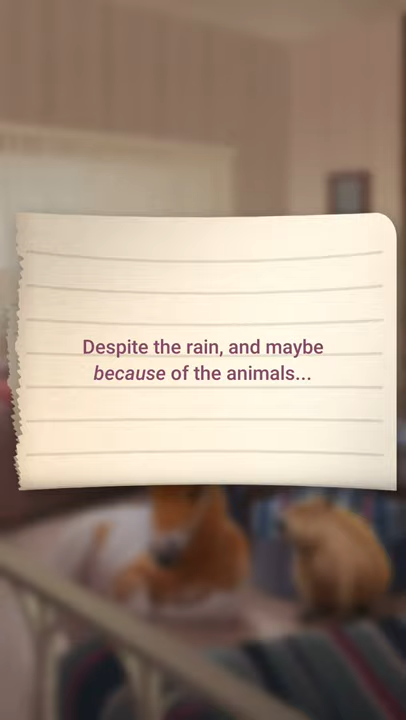 Despite the rain, and maybe
because of the animals...